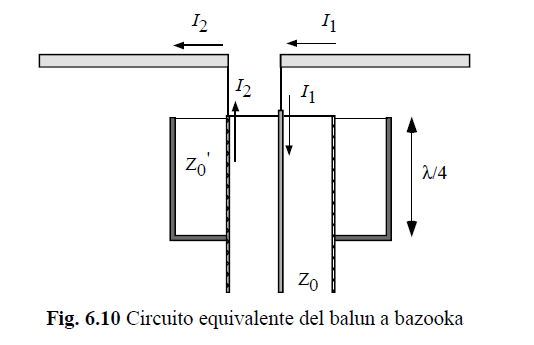 I2 I1
I2 I1
Z0' λ/4
Z0
Fig. 6.10 Circuito equivalente del balun a bazooka